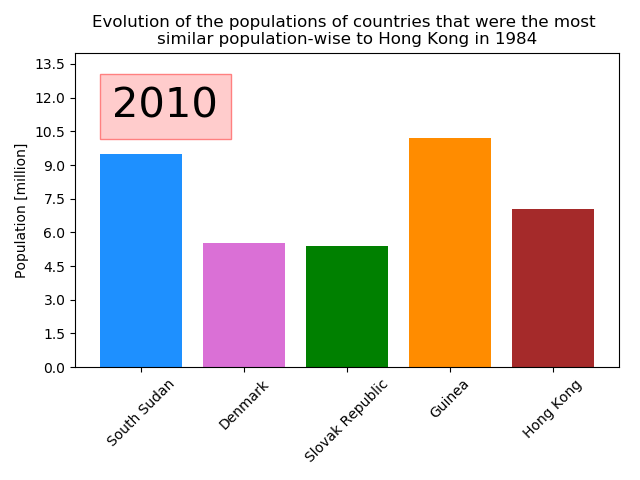 Evolution of the populations of countries that were the most
similar population-wise to Hong Kong in 1984
2010
Population [million]
13.5
12.0
10.5
9.0
7.5
6.0
4.5
3.0
1.5
0.0
South Sudan
Denmark
Slovak Republic
Guinea
Hong Kong